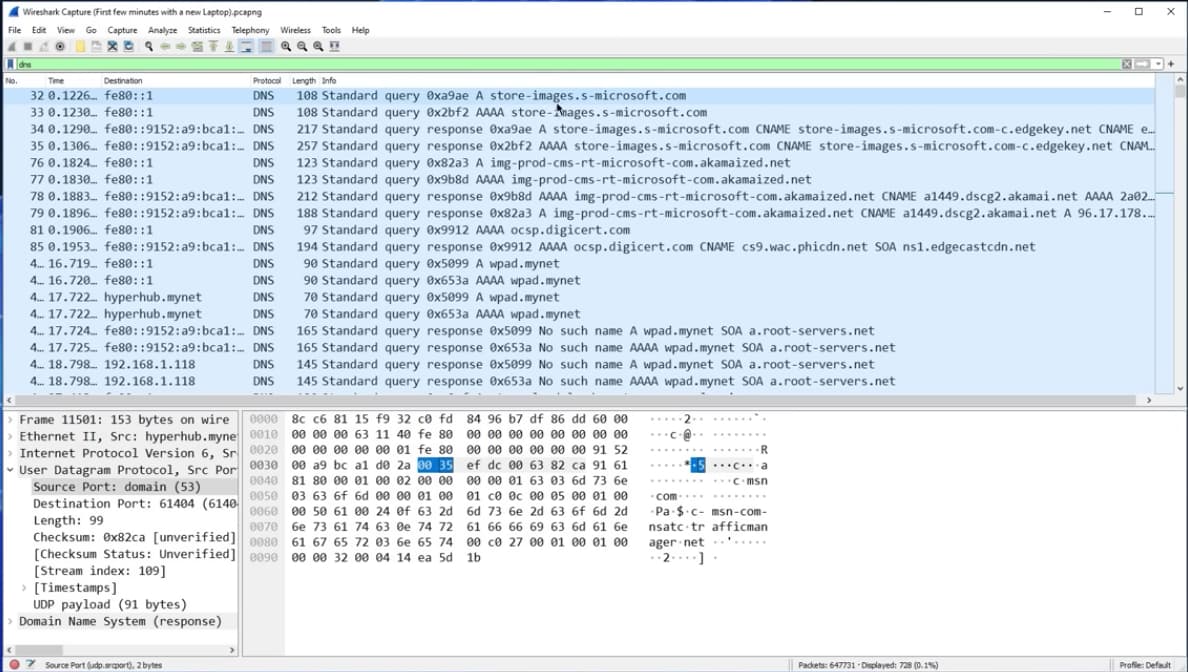 Wireshark Capture (First few minutes with a new Laptop).pcapng
File Edit View Go Capture Analyze Statistics Telephony Wireless Tools Help
dns
No. Time Destination Protocol Length Info
32 0.1226… fe80::1 DNS 108 Standard query 0xa9ae A store-images.s-microsoft.com
33 0.1230… fe80::1 DNS 108 Standard query 0x2bf2 AAAA store-images.s-microsoft.com
34 0.1290… fe80::9152:a9:bca1:… DNS 217 Standard query response 0xa9ae A store-images.s-microsoft.com CNAME store-images.s-microsoft.com-c.edgekey.net CNAME e…
35 0.1306… fe80::9152:a9:bca1:… DNS 257 Standard query response 0x2bf2 AAAA store-images.s-microsoft.com CNAME store-images.s-microsoft.com-c.edgekey.net CNAM…
76 0.1824… fe80::1 DNS 123 Standard query 0x82a3 A img-prod-cms-rt-microsoft-com.akamaized.net
77 0.1830… fe80::1 DNS 123 Standard query 0x9b8d AAAA img-prod-cms-rt-microsoft-com.akamaized.net
78 0.1883… fe80::9152:a9:bca1:… DNS 212 Standard query response 0x9b8d AAAA img-prod-cms-rt-microsoft-com.akamaized.net CNAME a1449.dscg2.akamai.net AAAA 2a02…
79 0.1896… fe80::9152:a9:bca1:… DNS 188 Standard query response 0x82a3 A img-prod-cms-rt-microsoft-com.akamaized.net CNAME a1449.dscg2.akamai.net A 96.17.178.…
81 0.1906… fe80::1 DNS 97 Standard query 0x9912 AAAA ocsp.digicert.com
85 0.1953… fe80::9152:a9:bca1:… DNS 194 Standard query response 0x9912 AAAA ocsp.digicert.com CNAME cs9.wac.phicdn.net SOA ns1.edgecastcdn.net
4… 16.719… fe80::1 DNS 90 Standard query 0x5099 A wpad.mynet
4… 16.720… fe80::1 DNS 90 Standard query 0x653a AAAA wpad.mynet
4… 17.722… hyperhub.mynet DNS 70 Standard query 0x5099 A wpad.mynet
4… 17.722… hyperhub.mynet DNS 70 Standard query 0x653a AAAA wpad.mynet
4… 17.724… fe80::9152:a9:bca1:… DNS 165 Standard query response 0x5099 No such name A wpad.mynet SOA a.root-servers.net
4… 17.725… fe80::9152:a9:bca1:… DNS 165 Standard query response 0x653a No such name AAAA wpad.mynet SOA a.root-servers.net
4… 18.798… 192.168.1.118 DNS 145 Standard query response 0x5099 No such name A wpad.mynet SOA a.root-servers.net
4… 18.798… 192.168.1.118 DNS 145 Standard query response 0x653a No such name AAAA wpad.mynet SOA a.root-servers.net
Frame 11501: 153 bytes on wire
Ethernet II, Src: hyperhub.myne
Internet Protocol Version 6, Sr
User Datagram Protocol, Src Por
Source Port: domain (53)
Destination Port: 61404 (6140
Length: 99
Checksum: 0x82ca [unverified]
[Checksum Status: Unverified]
[Stream index: 109]
[Timestamps]
UDP payload (91 bytes)
Domain Name System (response)
0000 8c c6 81 15 f9 32 c0 fd 84 96 b7 df 86 dd 60 00 ·····2·· ······`·
0010 00 00 00 63 11 40 fe 80 00 00 00 00 00 00 00 00 ···c·@·· ········
0020 00 00 00 00 00 01 fe 80 00 00 00 00 00 00 91 52 ········ ·······R
0030 00 a9 bc a1 d0 2a 00 35 ef dc 00 63 82 ca 91 61 ·····*·5 ···c···a
0040 81 80 00 01 00 02 00 00 00 00 01 63 03 6d 73 6e ········ ···c·msn
0050 03 63 6f 6d 00 00 01 00 01 c0 0c 00 05 00 01 00 ·com···· ········
0060 00 50 61 00 24 0f 63 2d 6d 73 6e 2d 63 6f 6d 2d ·Pa·$·c- msn-com-
0070 6e 73 61 74 63 0e 74 72 61 66 66 69 63 6d 61 6e nsatc·tr afficman
0080 61 67 65 72 03 6e 65 74 00 c0 27 00 01 00 01 00 ager·net ··'·····
0090 00 00 32 00 04 14 ea 5d 1b ··2····] ·
Source Port (udp.srcport), 2 bytes
Packets: 647731 · Displayed: 728 (0.1%)
Profile: Default